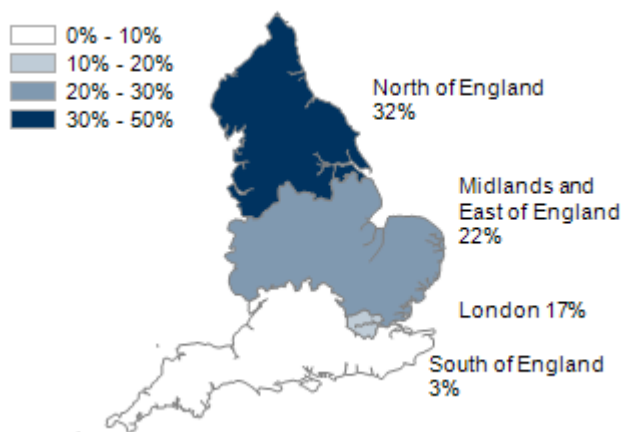 0% - 10%
10% - 20%
20% - 30%
30% - 50%
North of England
32%
Midlands and
East of England
22%
London 17%
South of England
3%